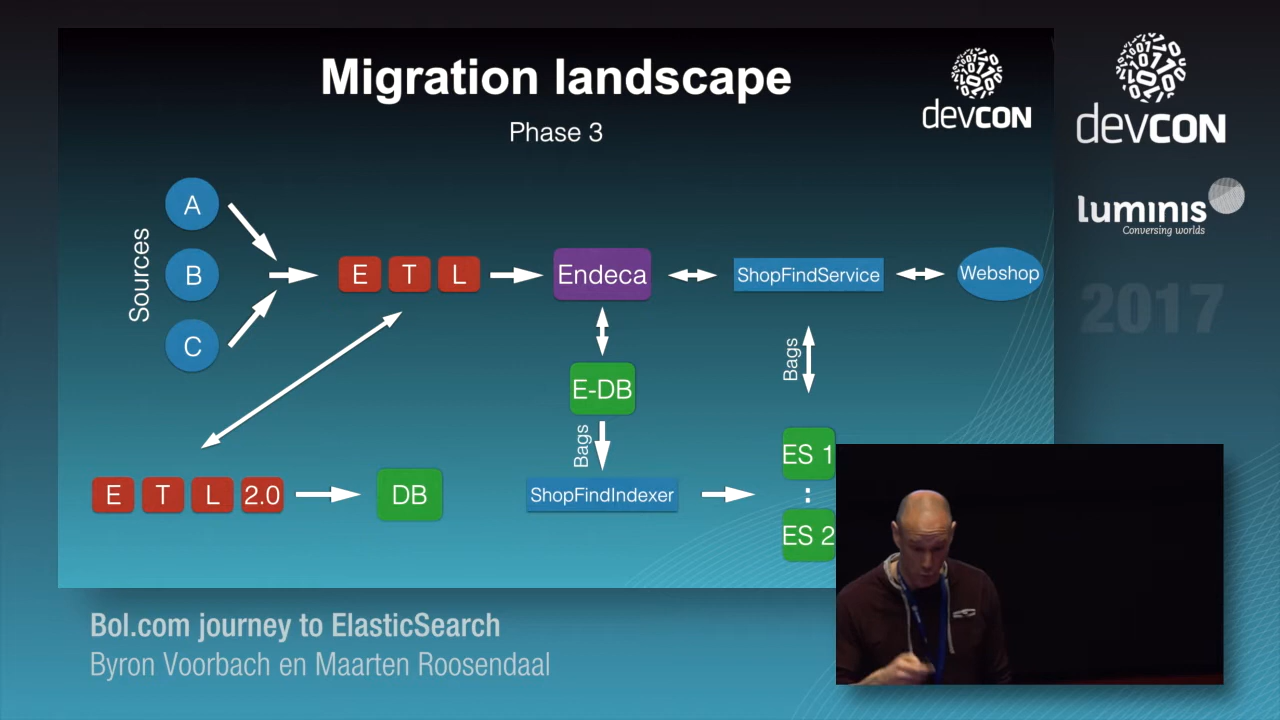 Migration landscape
Phase 3
devcon
devcon
luminis
Conversing worlds
2017
Sources
A
B
C
E T L
Endeca
ShopFindService
Webshop
E-DB
Bags
Bags
E T L 2.0
DB
ShopFindIndexer
ES 1
:
ES 2
Bol.com journey to ElasticSearch
Byron Voorbach en Maarten Roosendaal